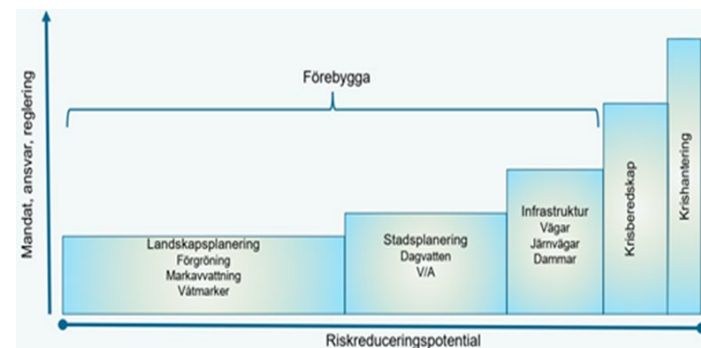 Mandat, ansvar, reglering
Förebygga
Landskapsplanering
Förgröning
Markavvattning
Våtmarker
Stadsplanering
Dagvatten
V/A
Infrastruktur
Vägar
Järnvägar
Dammar
Krisberedskap
Krishantering
Riskreduceringspotential